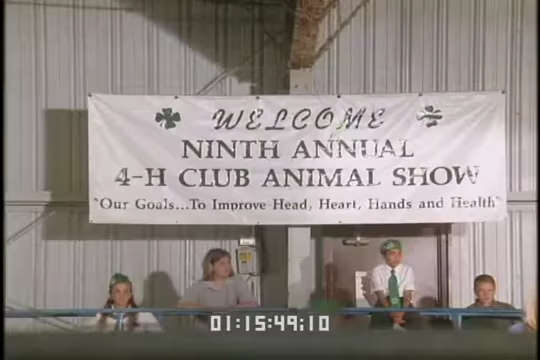 WELCOME
NINTH ANNUAL
4-H CLUB ANIMAL SHOW
"Our Goals...To Improve Head, Heart, Hands and Health"
01:15:49:10